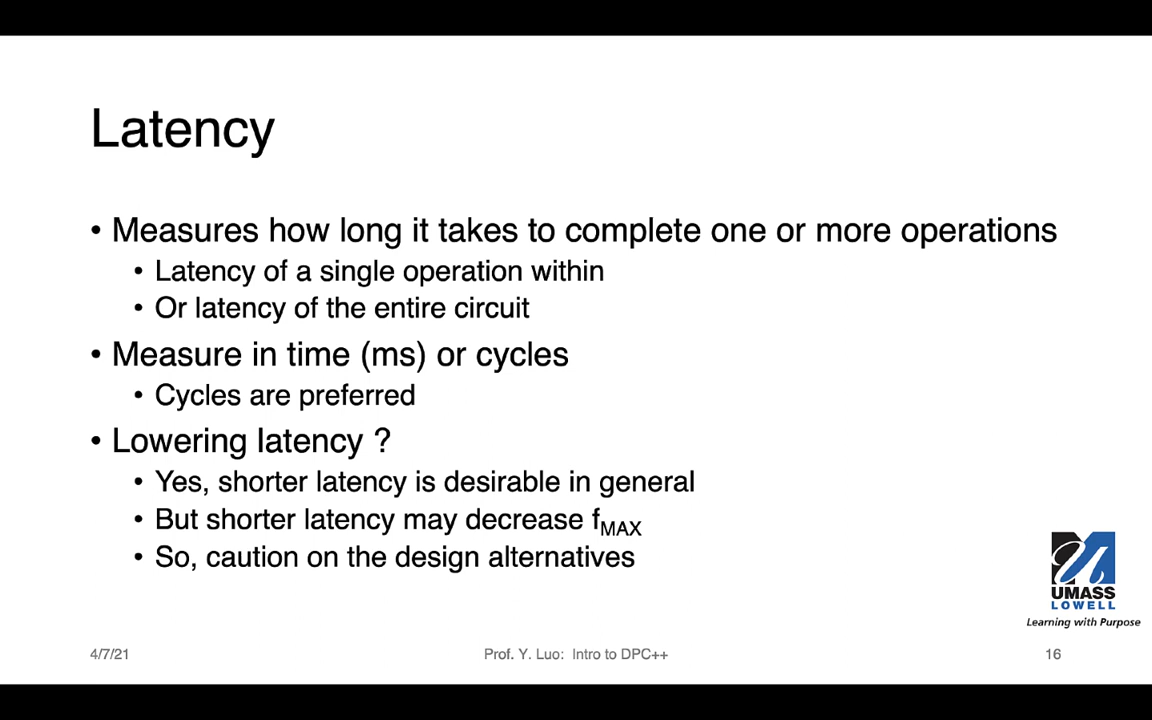 Latency
• Measures how long it takes to complete one or more operations
• Latency of a single operation within
• Or latency of the entire circuit
• Measure in time (ms) or cycles
• Cycles are preferred
• Lowering latency ?
• Yes, shorter latency is desirable in general
• But shorter latency may decrease fMAX
• So, caution on the design alternatives
UMASS
LOWELL
Learning with Purpose
4/7/21 Prof. Y. Luo: Intro to DPC++ 16